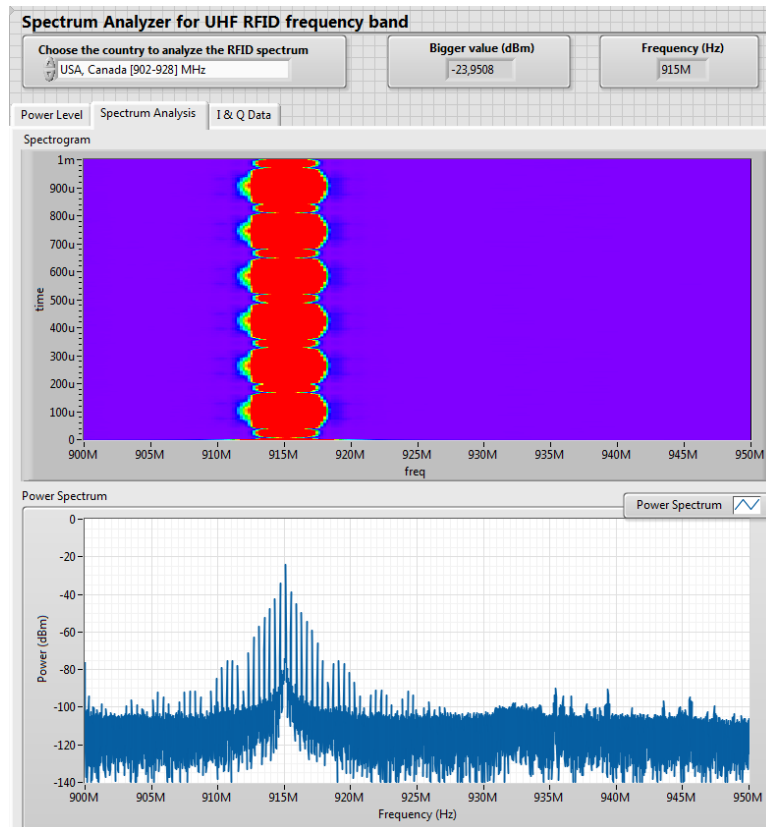 Spectrum Analyzer for UHF RFID frequency band
Choose the country to analyze the RFID spectrum
USA, Canada [902-928] MHz
Bigger value (dBm)
-23,9508
Frequency (Hz)
915M
Power Level
Spectrum Analysis
I & Q Data
Spectrogram
1m
900u
800u
700u
600u
500u
400u
300u
200u
100u
0
time
900M
905M
910M
915M
920M
925M
930M
935M
940M
945M
950M
freq
Power Spectrum
Power Spectrum
0
-20
-40
-60
-80
-100
-120
-140
Power (dBm)
900M
905M
910M
915M
920M
925M
930M
935M
940M
945M
950M
Frequency (Hz)